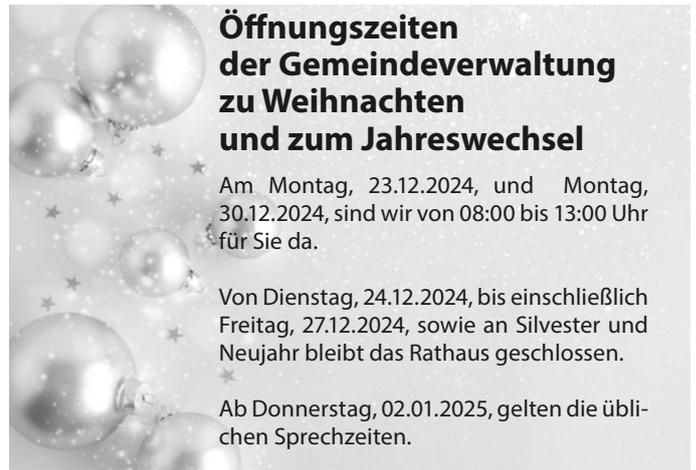 Öffnungszeiten
der Gemeindeverwaltung
zu Weihnachten
und zum Jahreswechsel
Am Montag, 23.12.2024, und Montag,
30.12.2024, sind wir von 08:00 bis 13:00 Uhr
für Sie da.
Von Dienstag, 24.12.2024, bis einschließlich
Freitag, 27.12.2024, sowie an Silvester und
Neujahr bleibt das Rathaus geschlossen.
Ab Donnerstag, 02.01.2025, gelten die übli-
chen Sprechzeiten.